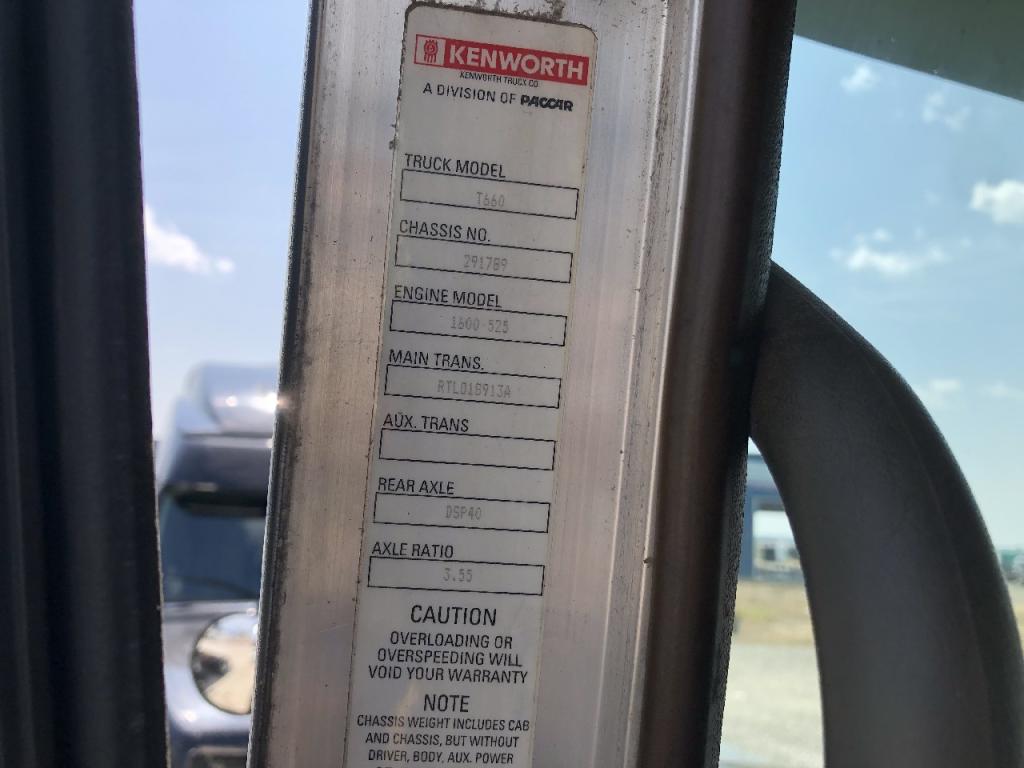 KENWORTH
KENWORTH TRUCK CO.
A DIVISION OF PACCAR
TRUCK MODEL
T660
CHASSIS NO.
291789
ENGINE MODEL
1600-525
MAIN TRANS.
RTLO18913A
AUX. TRANS
REAR AXLE
DSP40
AXLE RATIO
3.55
CAUTION
OVERLOADING OR
OVERSPEEDING WILL
VOID YOUR WARRANTY
NOTE
CHASSIS WEIGHT INCLUDES CAB
AND CHASSIS, BUT WITHOUT
DRIVER, BODY, AUX. POWER